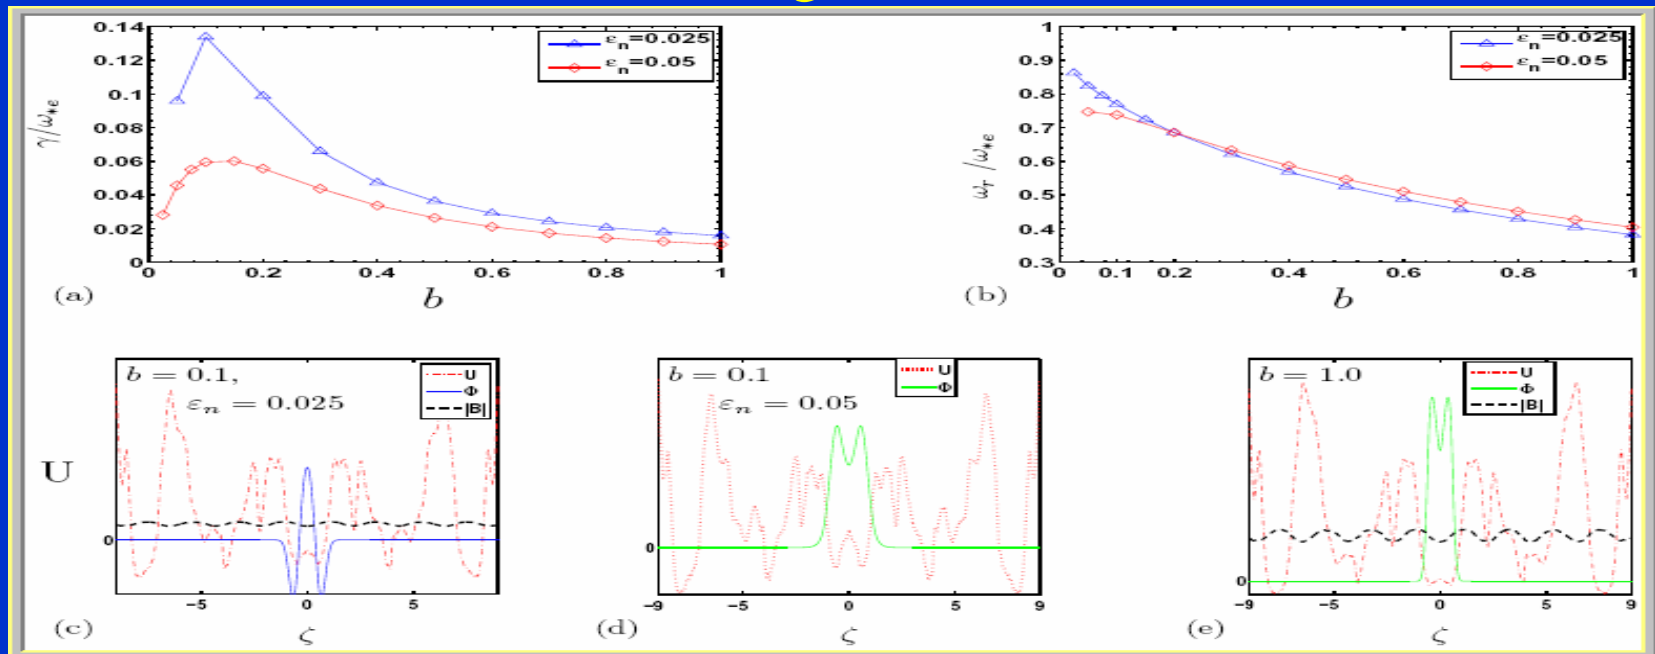 0.14
0.12
0.1
0.08
0.06
0.04
0.02
0
γ/ω*e
εn=0.025
εn=0.05
0 0.2 0.4 0.6 0.8 1
(a) b
1
0.9
0.8
0.7
0.6
0.5
0.4
0.3
ωr /ω*e
εn=0.025
εn=0.05
0 0.1 0.2 0.4 0.6 0.8 1
(b) b
b = 0.1,
εn = 0.025
U
Φ
|B|
U
0
−5 0 5
(c) ζ
b = 0.1
εn = 0.05
U
Φ
0
−9 −5 0 5 9
(d) ζ
b = 1.0
U
Φ
|B|
0
−9 −5 0 5 9
(e) ζ